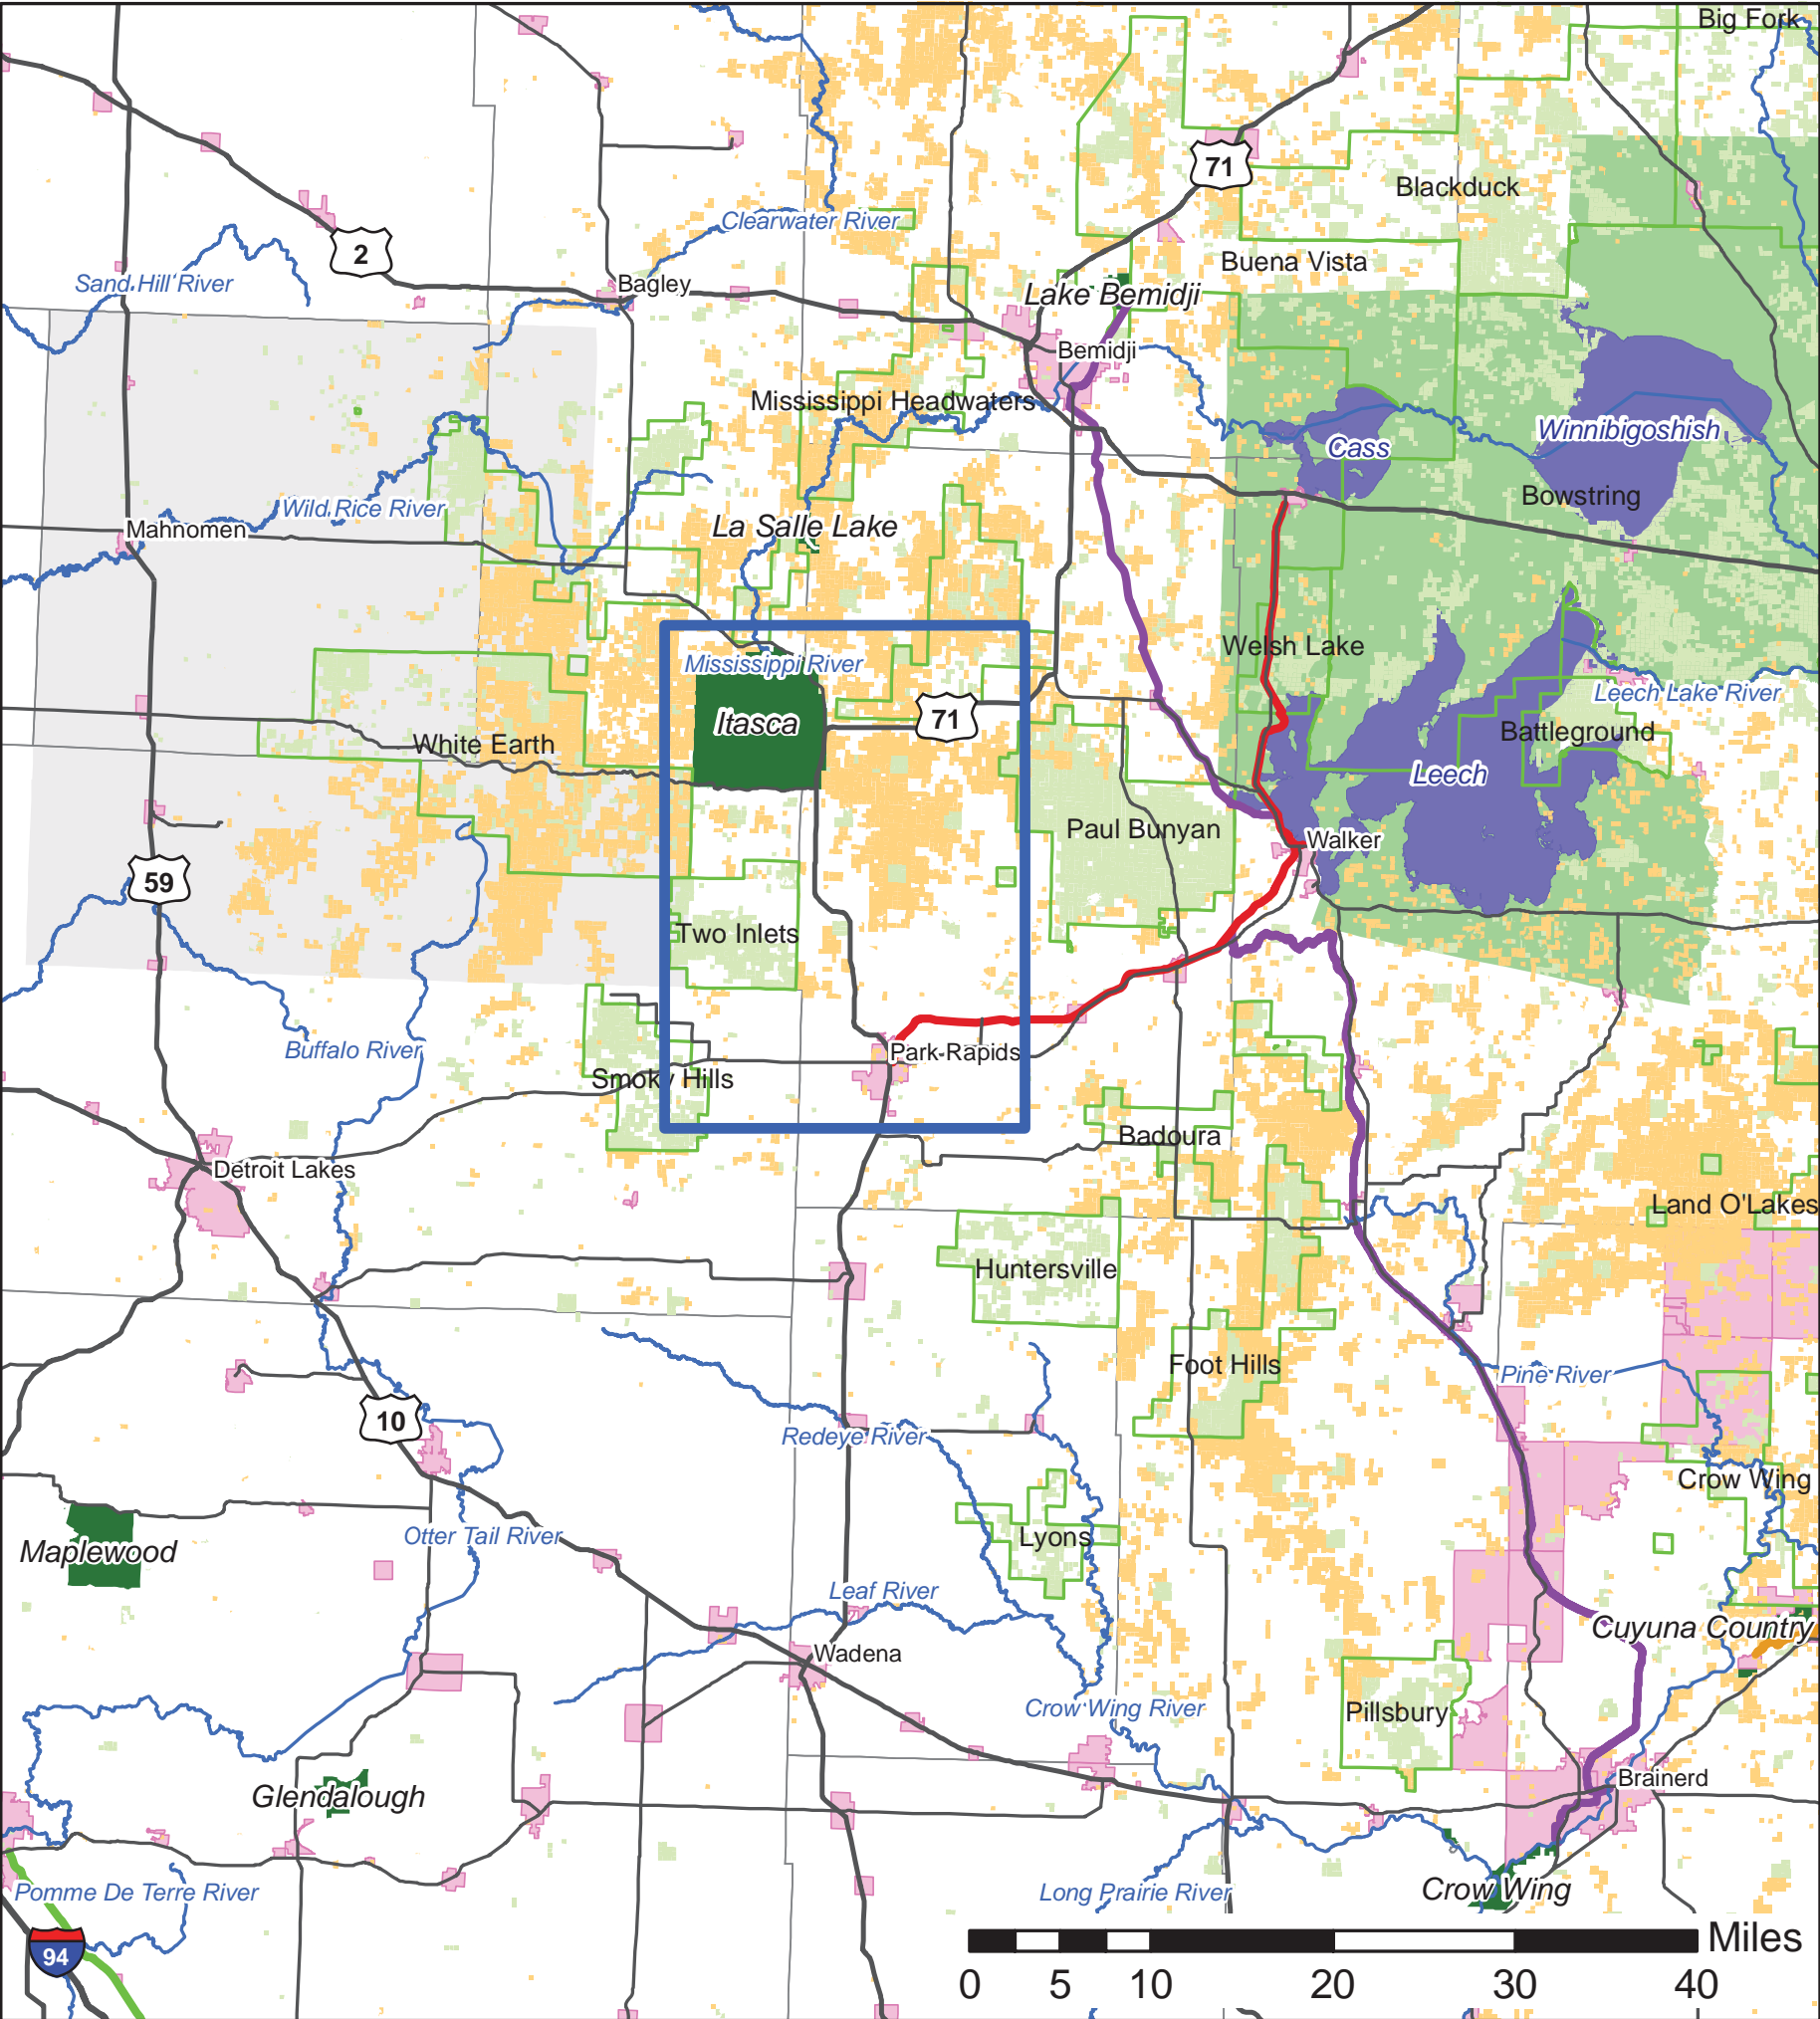 Big Fork
71
Blackduck
Clearwater River
2
Buena Vista
Sand Hill River
Bagley
Lake Bemidji
Bemidji
Mississippi Headwaters
Winnibigoshish
Cass
Bowstring
Wild Rice River
Mahnomen
La Salle Lake
Welsh Lake
Mississippi River
Leech Lake River
Itasca
71
Battleground
White Earth
Leech
Paul Bunyan
Walker
59
Two Inlets
Buffalo River
Park Rapids
Smoky Hills
Badoura
Detroit Lakes
Land O'Lakes
Huntersville
Foot Hills
Pine River
10
Redeye River
Crow Wing
Otter Tail River
Lyons
Maplewood
Leaf River
Cuyuna Country
Wadena
Crow Wing River
Pillsbury
Brainerd
Glendalough
Pomme De Terre River
Long Prairie River
Crow Wing
94
Miles
0 5 10 20 30 40